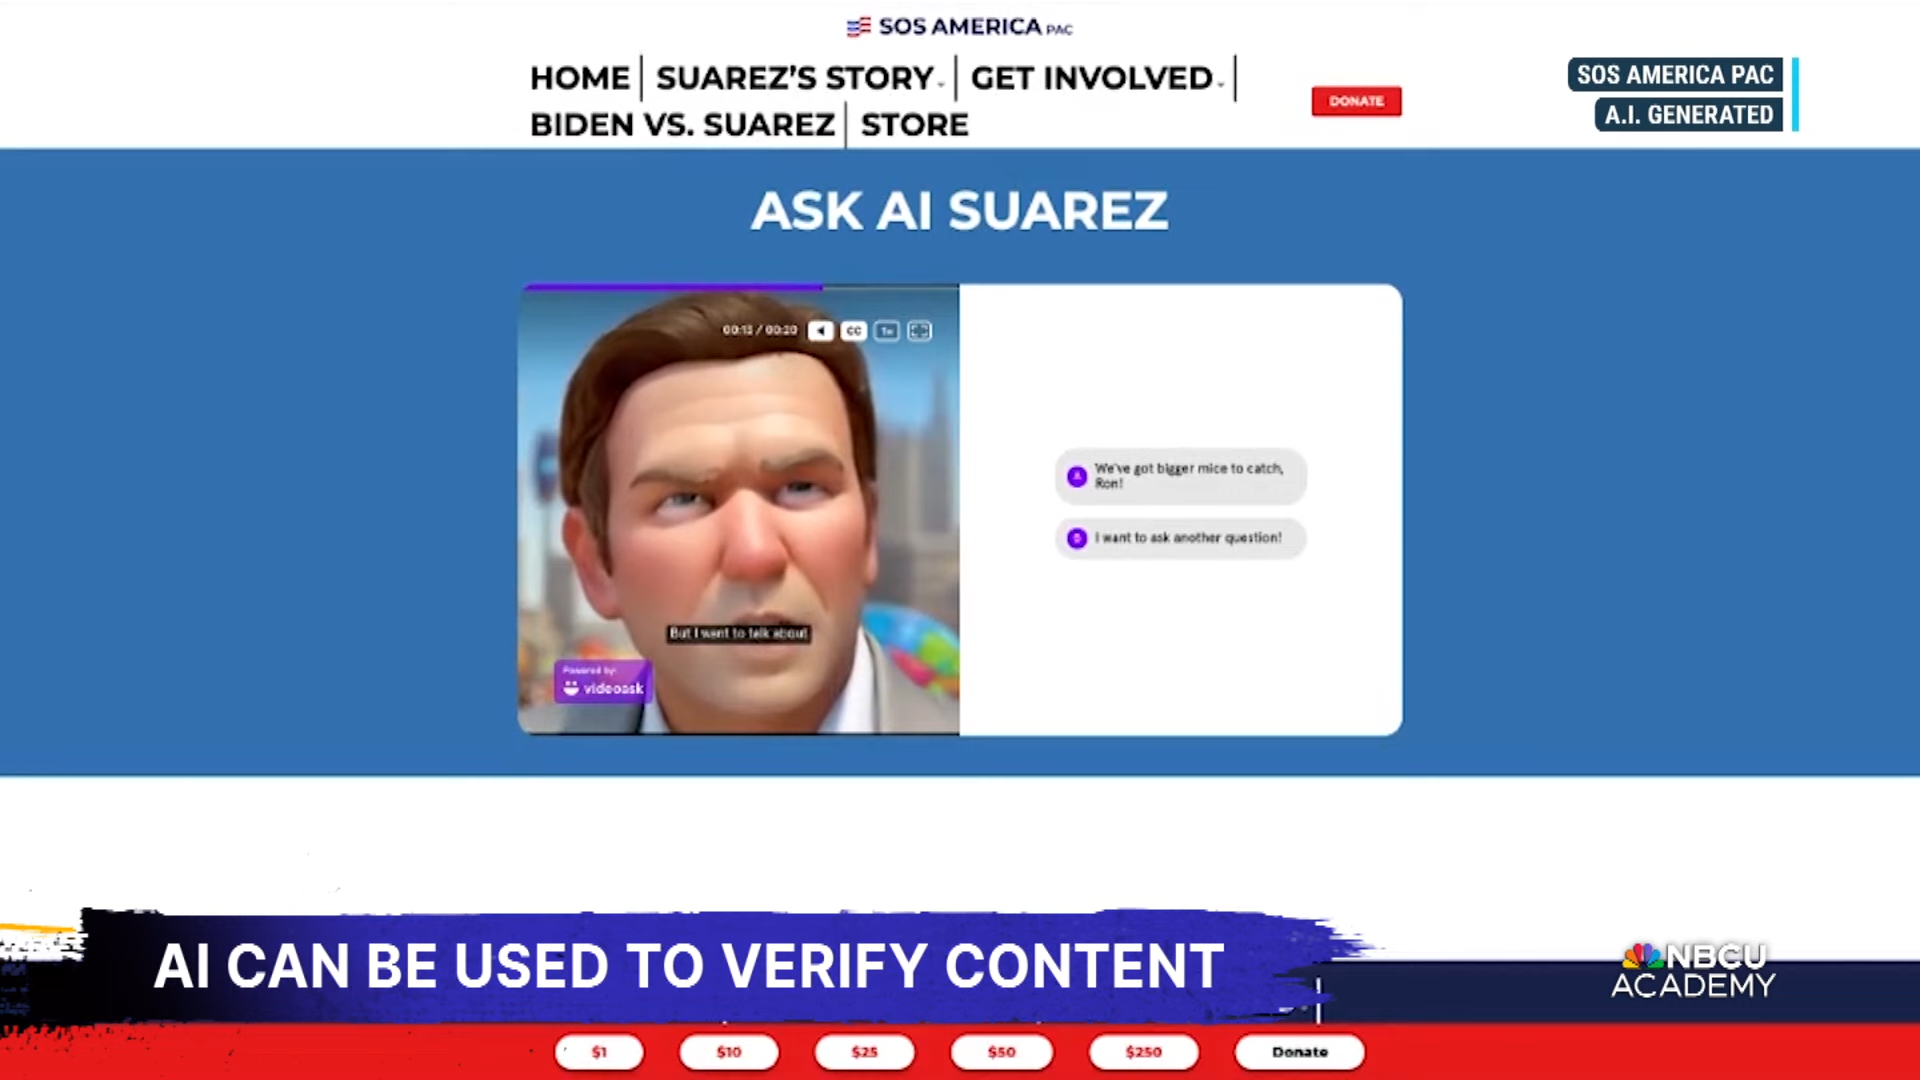 SOS AMERICA PAC
HOME
SUAREZ'S STORY
GET INVOLVED
BIDEN VS. SUAREZ
STORE
DONATE
SOS AMERICA PAC
A.I. GENERATED
ASK AI SUAREZ
00:13 / 00:20
CC
1x
We've got bigger mice to catch,
Ron!
I want to ask another question!
But I want to talk about
Powered by:
videoask
AI CAN BE USED TO VERIFY CONTENT
NBCU
ACADEMY
$1
$10
$25
$50
$250
Donate